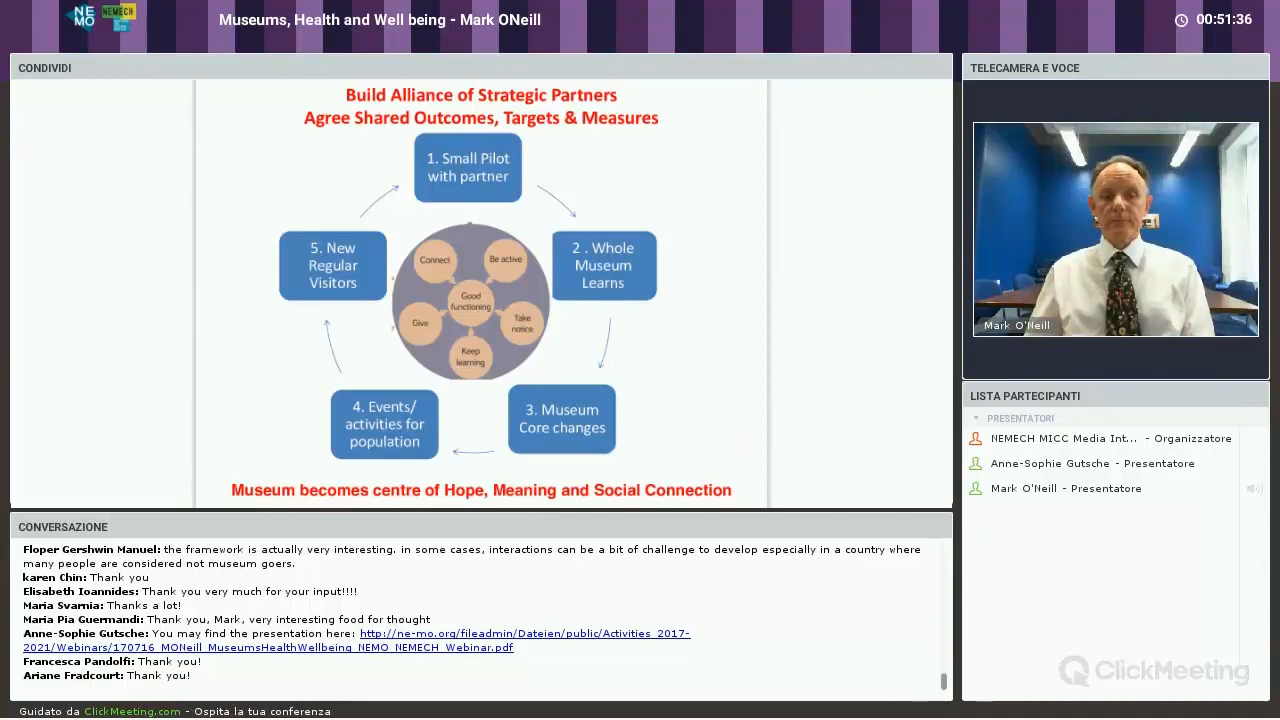 NE
MO
NEMECH
Museums, Health and Well being - Mark ONeill
00:51:36
CONDIVIDI
Build Alliance of Strategic Partners
Agree Shared Outcomes, Targets & Measures
1. Small Pilot
with partner
2 . Whole
Museum
Learns
3. Museum
Core changes
4. Events/
activities for
population
5. New
Regular
Visitors
Connect
Be active
Good
functioning
Give
Take
notice
Keep
learning
Museum becomes centre of Hope, Meaning and Social Connection
TELECAMERA E VOCE
Mark O'Neill
LISTA PARTECIPANTI
PRESENTATORI
NEMECH MICC Media Int... - Organizzatore
Anne-Sophie Gutsche - Presentatore
Mark O'Neill - Presentatore
CONVERSAZIONE
Floper Gershwin Manuel: the framework is actually very interesting. in some cases, interactions can be a bit of challenge to develop especially in a country where
many people are considered not museum goers.
karen Chin: Thank you
Elisabeth Ioannides: Thank you very much for your input!!!!
Maria Svarnia: Thanks a lot!
Maria Pia Guermandi: Thank you, Mark, very interesting food for thought
Anne-Sophie Gutsche: You may find the presentation here: http://ne-mo.org/fileadmin/Dateien/public/Activities_2017-
2021/Webinars/170716_MONeill_MuseumsHealthWellbeing_NEMO_NEMECH_Webinar.pdf
Francesca Pandolfi: Thank you!
Ariane Fradcourt: Thank you!
ClickMeeting
Guidato da ClickMeeting.com - Ospita la tua conferenza